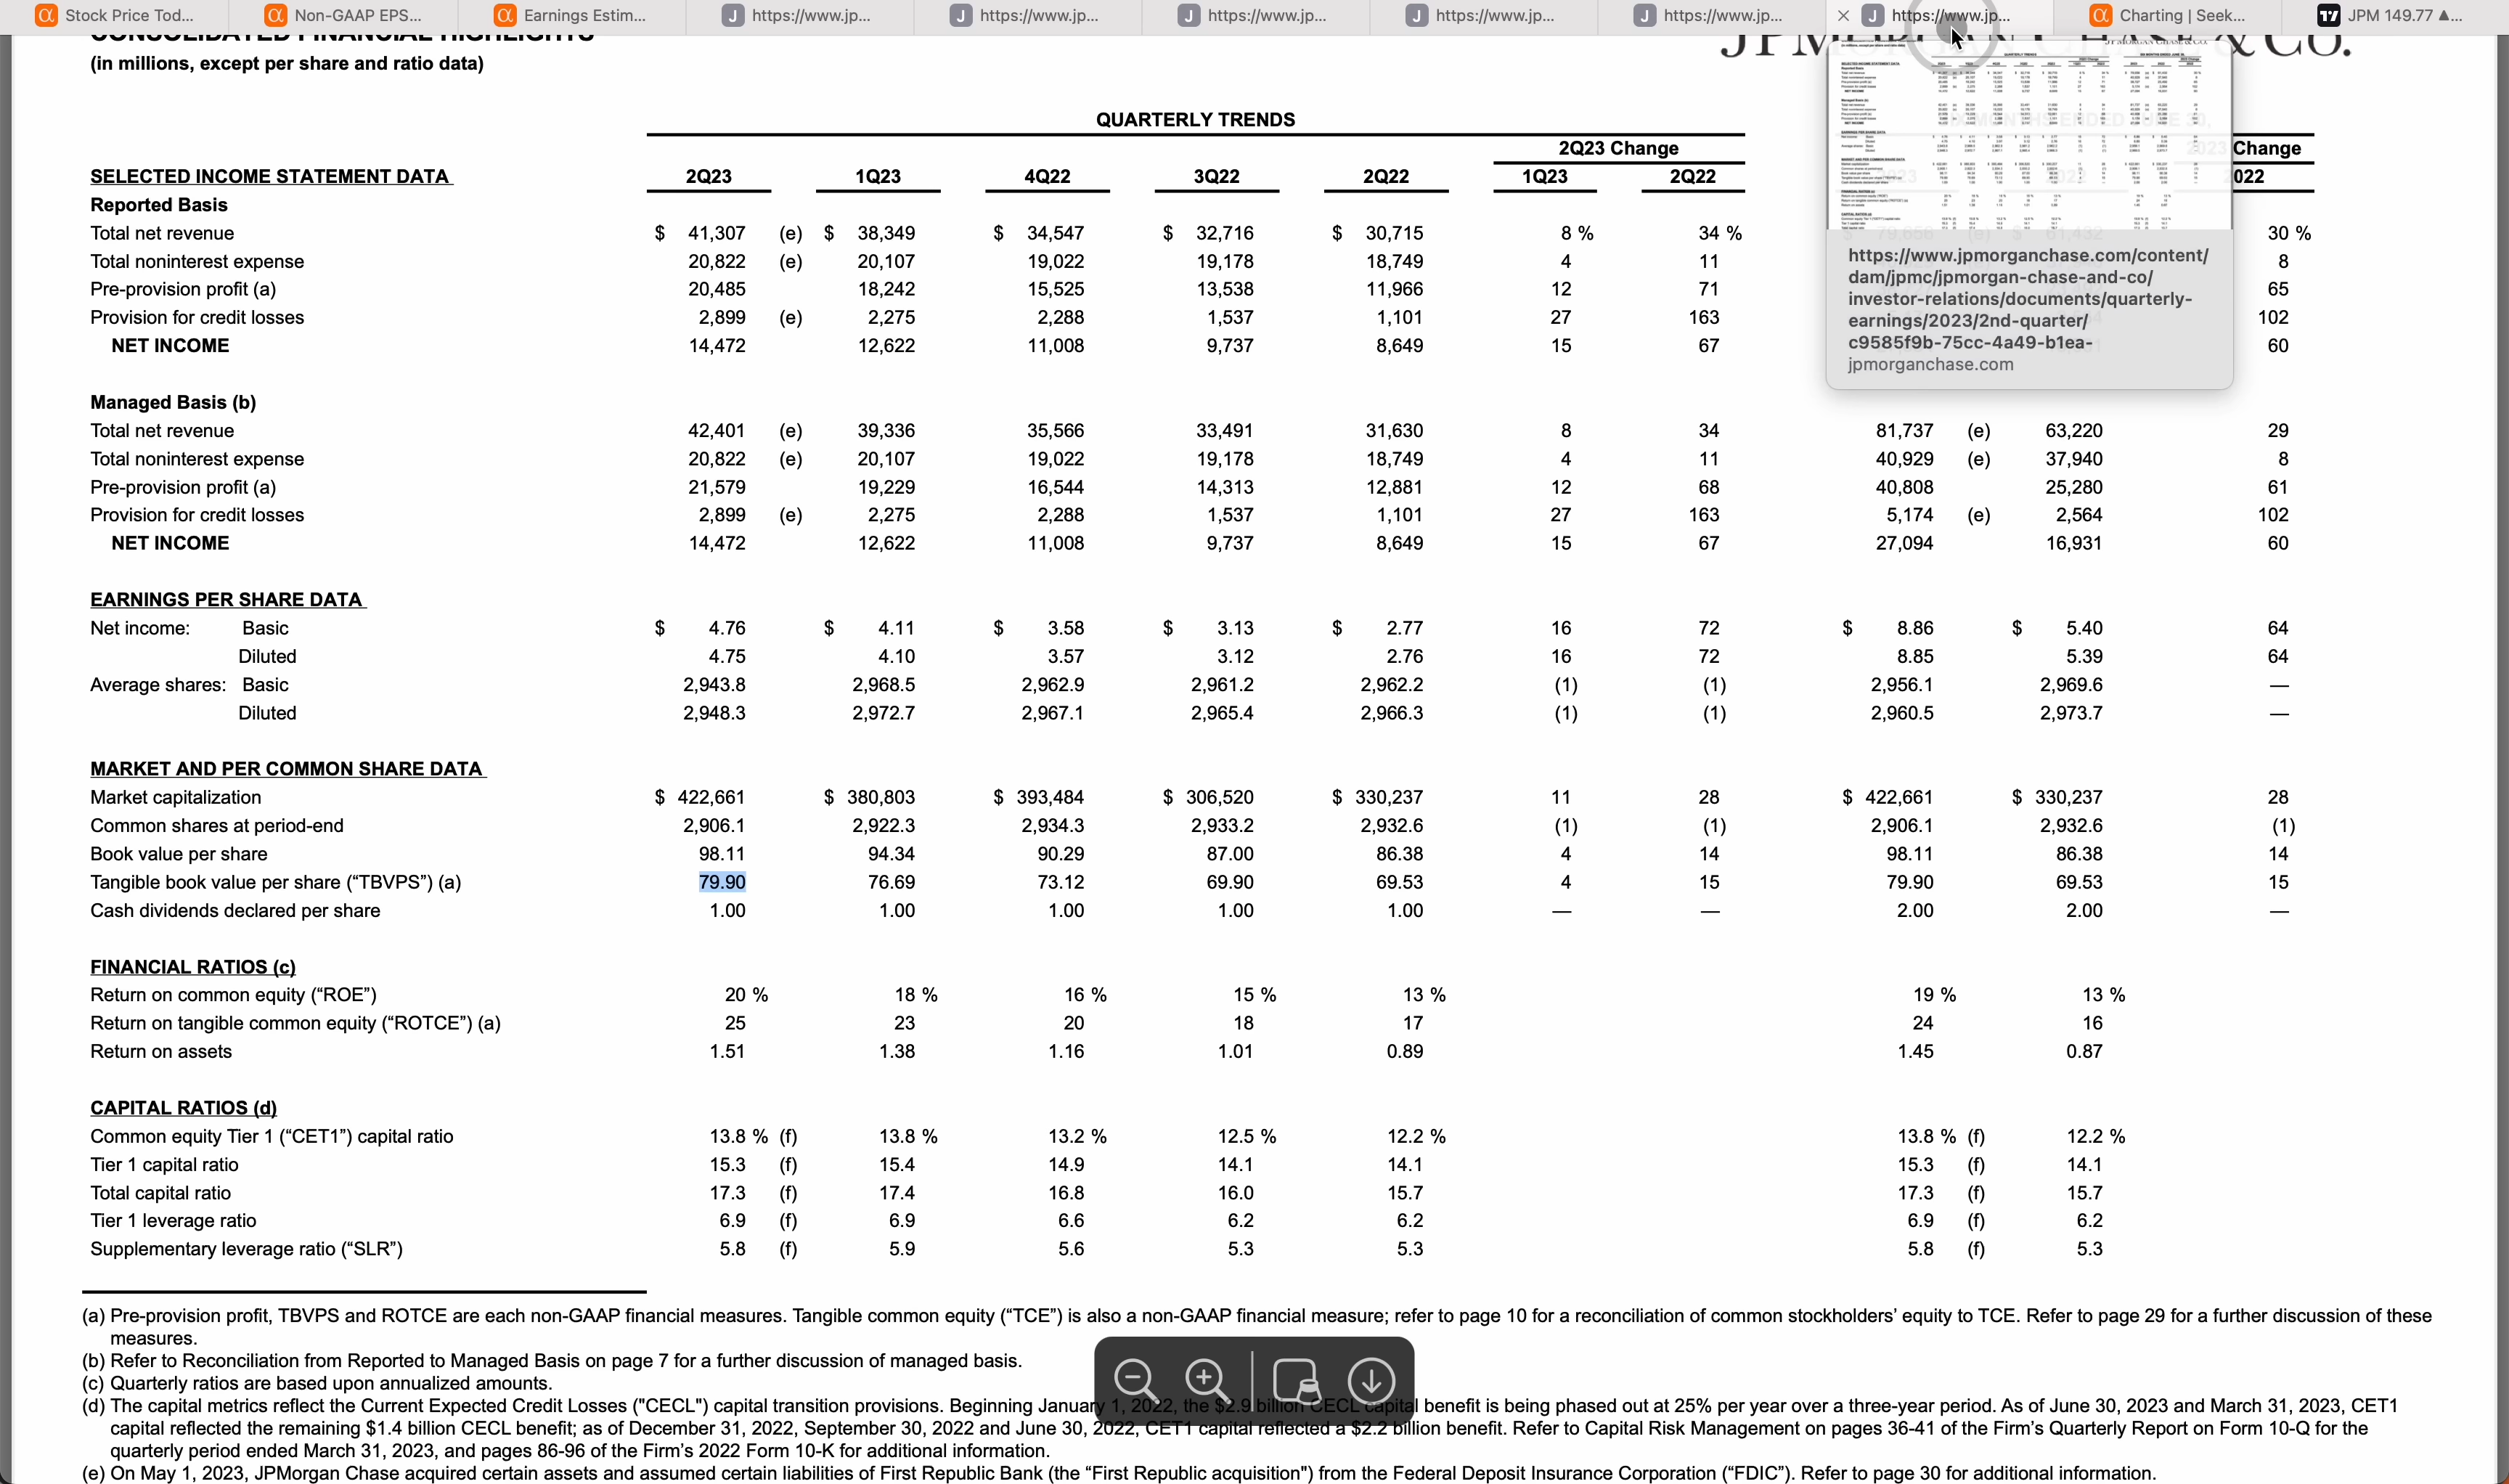 Stock Price Tod... Non-GAAP EPS... Earnings Estim... https://www.jp... https://www.jp... https://www.jp... https://www.jp... https://www.jp... https://www.jp... Charting | Seek... JPM 149.77 ▲...
CONSOLIDATED FINANCIAL HIGHLIGHTS JPMORGAN CHASE & CO.
(in millions, except per share and ratio data)
QUARTERLY TRENDS
2Q23 Change 2023 Change
SELECTED INCOME STATEMENT DATA 2Q23 1Q23 4Q22 3Q22 2Q22 1Q23 2Q22 2022
Reported Basis
Total net revenue $ 41,307 (e) $ 38,349 $ 34,547 $ 32,716 $ 30,715 8 % 34 % 30 %
Total noninterest expense 20,822 (e) 20,107 19,022 19,178 18,749 4 11 8
Pre-provision profit (a) 20,485 18,242 15,525 13,538 11,966 12 71 65
Provision for credit losses 2,899 (e) 2,275 2,288 1,537 1,101 27 163 102
NET INCOME 14,472 12,622 11,008 9,737 8,649 15 67 60
https://www.jpmorganchase.com/content/
dam/jpmc/jpmorgan-chase-and-co/
investor-relations/documents/quarterly-
earnings/2023/2nd-quarter/
c9585f9b-75cc-4a49-b1ea-
jpmorganchase.com
Managed Basis (b)
Total net revenue 42,401 (e) 39,336 35,566 33,491 31,630 8 34 81,737 (e) 63,220 29
Total noninterest expense 20,822 (e) 20,107 19,022 19,178 18,749 4 11 40,929 (e) 37,940 8
Pre-provision profit (a) 21,579 19,229 16,544 14,313 12,881 12 68 40,808 25,280 61
Provision for credit losses 2,899 (e) 2,275 2,288 1,537 1,101 27 163 5,174 (e) 2,564 102
NET INCOME 14,472 12,622 11,008 9,737 8,649 15 67 27,094 16,931 60
EARNINGS PER SHARE DATA
Net income: Basic $ 4.76 $ 4.11 $ 3.58 $ 3.13 $ 2.77 16 72 $ 8.86 $ 5.40 64
Diluted 4.75 4.10 3.57 3.12 2.76 16 72 8.85 5.39 64
Average shares: Basic 2,943.8 2,968.5 2,962.9 2,961.2 2,962.2 (1) (1) 2,956.1 2,969.6 —
Diluted 2,948.3 2,972.7 2,967.1 2,965.4 2,966.3 (1) (1) 2,960.5 2,973.7 —
MARKET AND PER COMMON SHARE DATA
Market capitalization $ 422,661 $ 380,803 $ 393,484 $ 306,520 $ 330,237 11 28 $ 422,661 $ 330,237 28
Common shares at period-end 2,906.1 2,922.3 2,934.3 2,933.2 2,932.6 (1) (1) 2,906.1 2,932.6 (1)
Book value per share 98.11 94.34 90.29 87.00 86.38 4 14 98.11 86.38 14
Tangible book value per share (“TBVPS”) (a) 79.90 76.69 73.12 69.90 69.53 4 15 79.90 69.53 15
Cash dividends declared per share 1.00 1.00 1.00 1.00 1.00 — — 2.00 2.00 —
FINANCIAL RATIOS (c)
Return on common equity (“ROE”) 20 % 18 % 16 % 15 % 13 % 19 % 13 %
Return on tangible common equity (“ROTCE”) (a) 25 23 20 18 17 24 16
Return on assets 1.51 1.38 1.16 1.01 0.89 1.45 0.87
CAPITAL RATIOS (d)
Common equity Tier 1 (“CET1”) capital ratio 13.8 % (f) 13.8 % 13.2 % 12.5 % 12.2 % 13.8 % (f) 12.2 %
Tier 1 capital ratio 15.3 (f) 15.4 14.9 14.1 14.1 15.3 (f) 14.1
Total capital ratio 17.3 (f) 17.4 16.8 16.0 15.7 17.3 (f) 15.7
Tier 1 leverage ratio 6.9 (f) 6.9 6.6 6.2 6.2 6.9 (f) 6.2
Supplementary leverage ratio (“SLR”) 5.8 (f) 5.9 5.6 5.3 5.3 5.8 (f) 5.3
(a) Pre-provision profit, TBVPS and ROTCE are each non-GAAP financial measures. Tangible common equity (“TCE”) is also a non-GAAP financial measure; refer to page 10 for a reconciliation of common stockholders’ equity to TCE. Refer to page 29 for a further discussion of these
measures.
(b) Refer to Reconciliation from Reported to Managed Basis on page 7 for a further discussion of managed basis.
(c) Quarterly ratios are based upon annualized amounts.
(d) The capital metrics reflect the Current Expected Credit Losses ("CECL") capital transition provisions. Beginning January 1, 2022, the $2.9 billion CECL capital benefit is being phased out at 25% per year over a three-year period. As of June 30, 2023 and March 31, 2023, CET1
capital reflected the remaining $1.4 billion CECL benefit; as of December 31, 2022, September 30, 2022 and June 30, 2022, CET1 capital reflected a $2.2 billion benefit. Refer to Capital Risk Management on pages 36-41 of the Firm’s Quarterly Report on Form 10-Q for the
quarterly period ended March 31, 2023, and pages 86-96 of the Firm’s 2022 Form 10-K for additional information.
(e) On May 1, 2023, JPMorgan Chase acquired certain assets and assumed certain liabilities of First Republic Bank (the “First Republic acquisition") from the Federal Deposit Insurance Corporation (“FDIC”). Refer to page 30 for additional information.